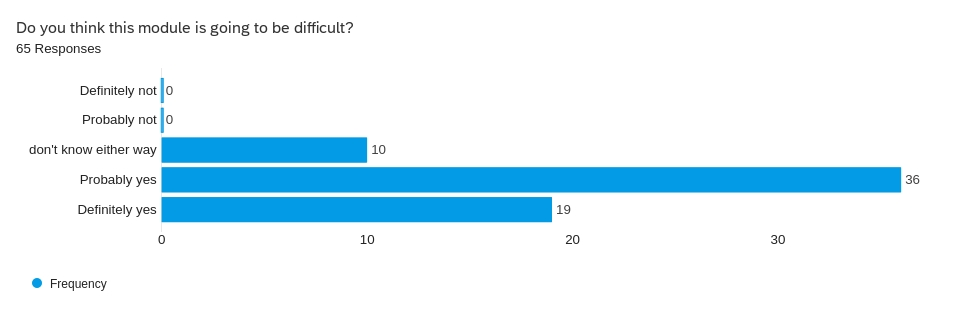 Do you think this module is going to be difficult?
65 Responses
Definitely not 0
Probably not 0
don't know either way 10
Probably yes 36
Definitely yes 19
0 10 20 30
Frequency